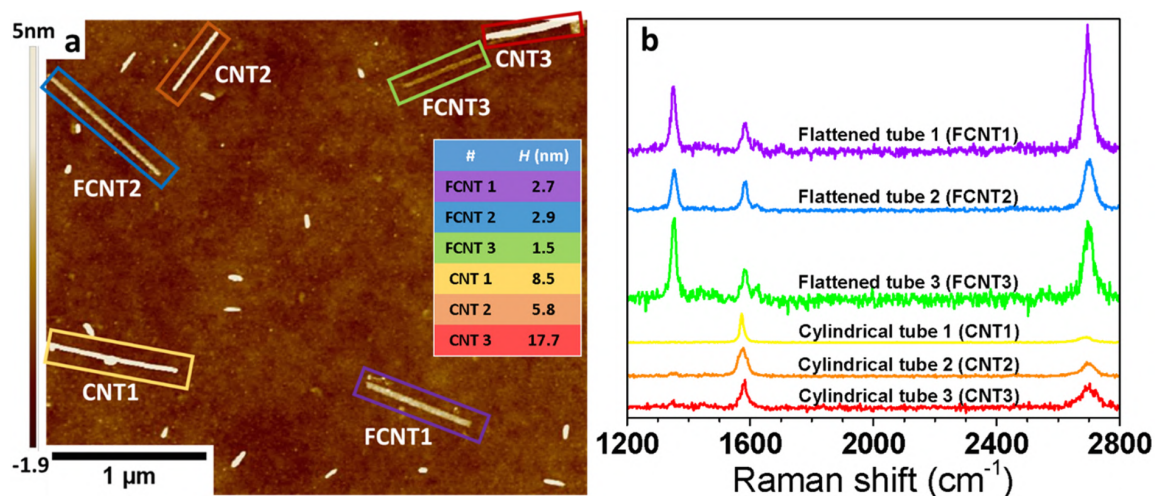 5nm
a
CNT2
CNT3
FCNT3
FCNT2
# H (nm)
FCNT 1 2.7
FCNT 2 2.9
FCNT 3 1.5
CNT 1 8.5
CNT 2 5.8
CNT 3 17.7
CNT1
FCNT1
-1.9
1 µm
b
Flattened tube 1 (FCNT1)
Flattened tube 2 (FCNT2)
Flattened tube 3 (FCNT3)
Cylindrical tube 1 (CNT1)
Cylindrical tube 2 (CNT2)
Cylindrical tube 3 (CNT3)
1200 1600 2000 2400 2800
Raman shift (cm⁻¹)